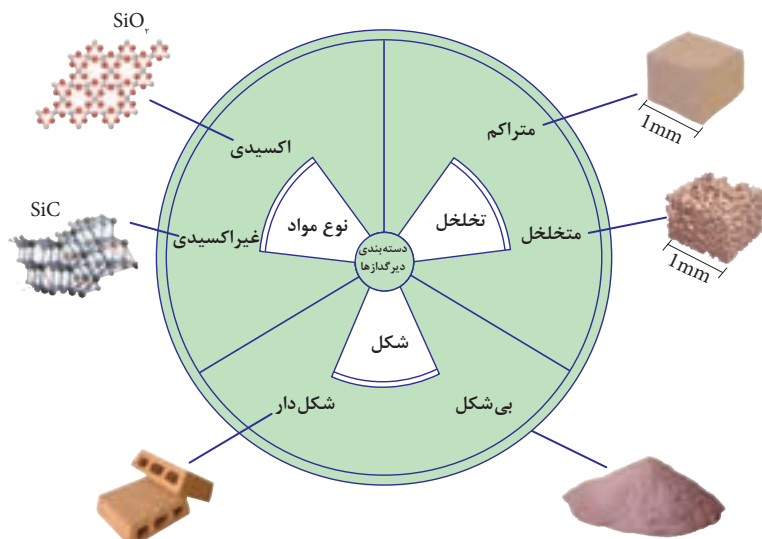 SiO۲
اکسیدی
متراکم
1mm
SiC
غیراکسیدی
نوع مواد
تخلخل
متخلخل
1mm
دسته‌بندی
دیرگدازها
شکل
شکل‌دار
بی‌شکل